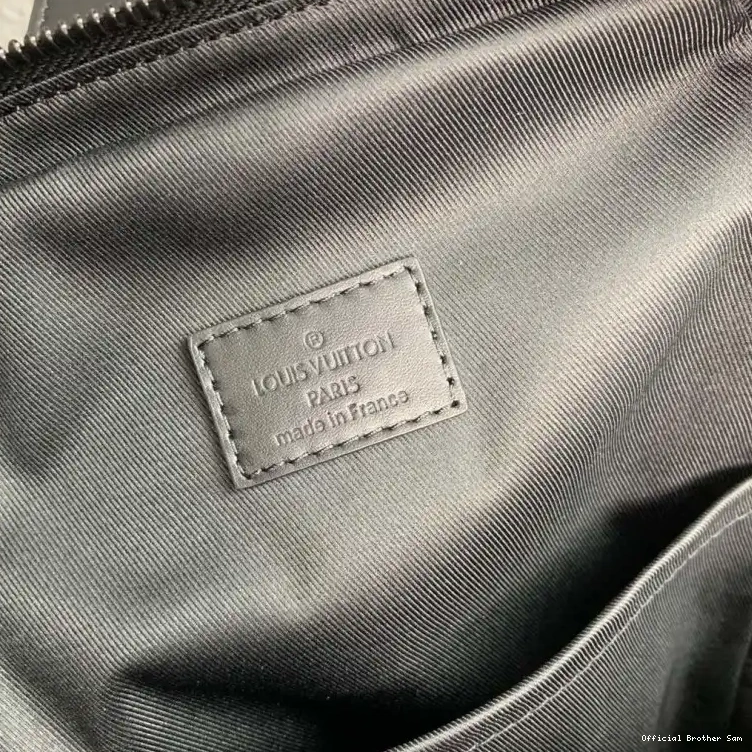 ®
LOUIS VUITTON
PARIS
made in France
Official Brother Sam